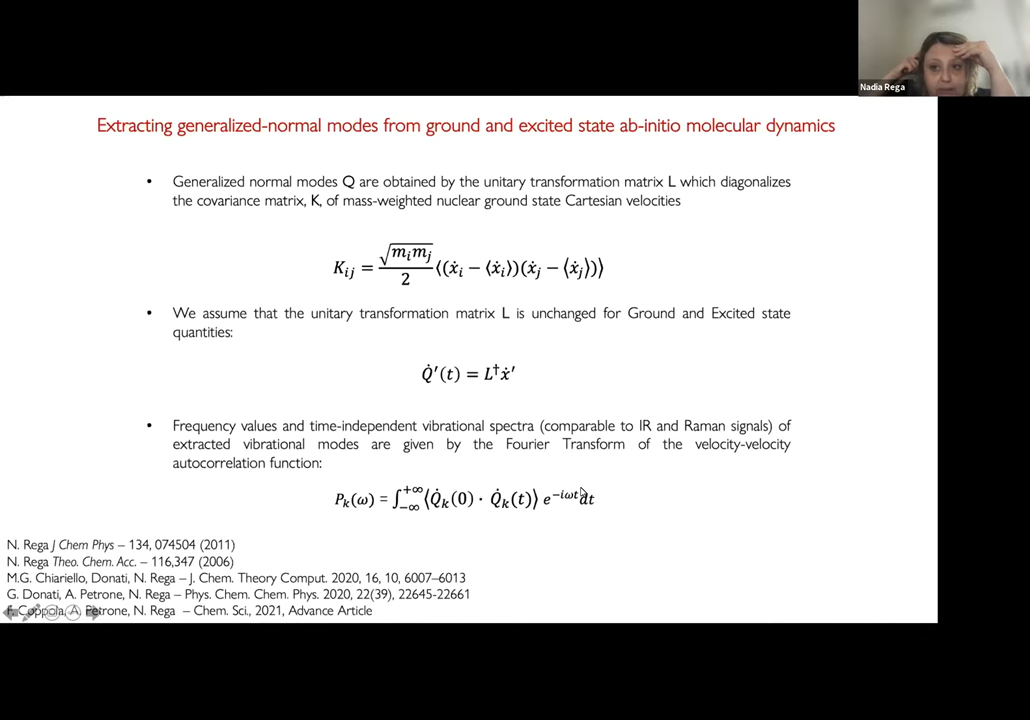 Nadia Rega
Extracting generalized-normal modes from ground and excited state ab-initio molecular dynamics
• Generalized normal modes Q are obtained by the unitary transformation matrix L which diagonalizes
the covariance matrix, K, of mass-weighted nuclear ground state Cartesian velocities
K_{ij} = \frac{\sqrt{m_i m_j}}{2} ⟨(ẋ_i − ⟨ẋ_i⟩)(ẋ_j − ⟨ẋ_j⟩)⟩
• We assume that the unitary transformation matrix L is unchanged for Ground and Excited state
quantities:
Q̇′(t) = L†ẋ′
• Frequency values and time-independent vibrational spectra (comparable to IR and Raman signals) of
extracted vibrational modes are given by the Fourier Transform of the velocity-velocity
autocorrelation function:
P_k(ω) = ∫_{−∞}^{+∞} ⟨Q̇_k(0) · Q̇_k(t)⟩ e^{−iωt} dt
N. Rega J Chem Phys – 134, 074504 (2011)
N. Rega Theo. Chem. Acc. – 116,347 (2006)
M.G. Chiariello, Donati, N. Rega – J. Chem. Theory Comput. 2020, 16, 10, 6007–6013
G. Donati, A. Petrone, N. Rega – Phys. Chem. Chem. Phys. 2020, 22(39), 22645-22661
F. Coppola, A. Petrone, N. Rega – Chem. Sci., 2021, Advance Article